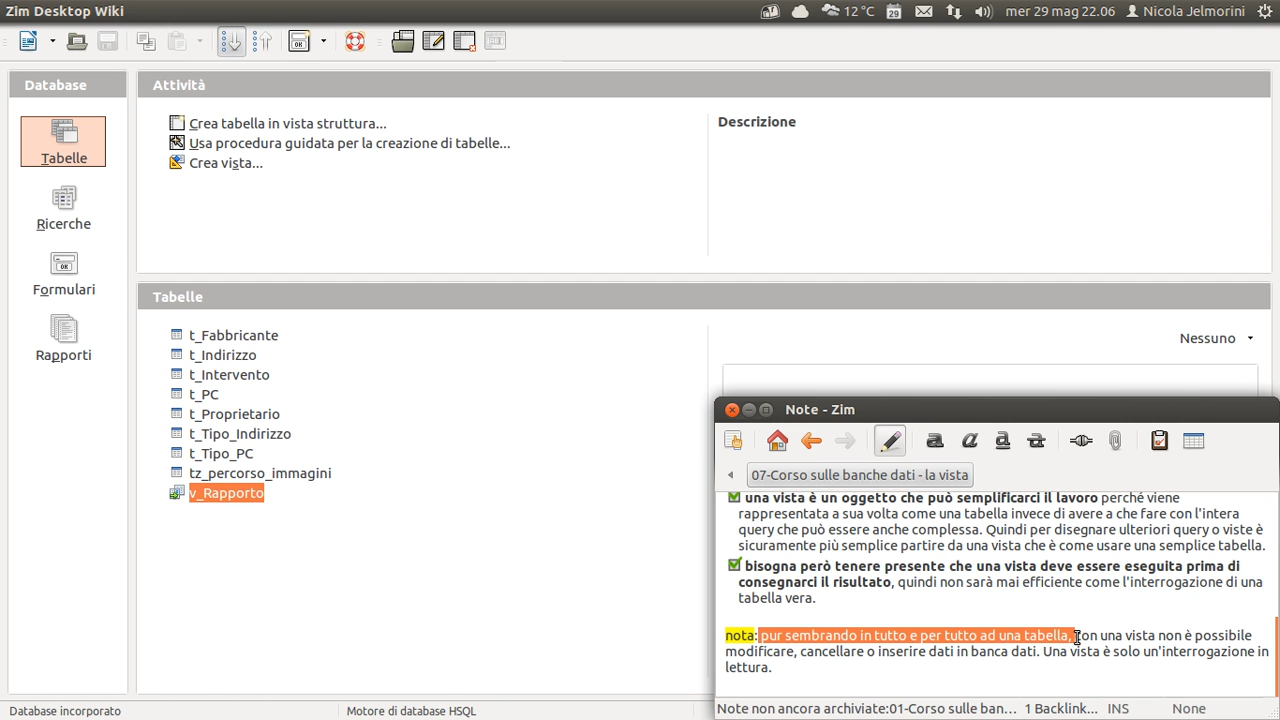 Zim Desktop Wiki
12 °C
29
mer 29 mag 22.06
Nicola Jelmorini
Database
Tabelle
Ricerche
Formulari
Rapporti
Attività
Crea tabella in vista struttura...
Usa procedura guidata per la creazione di tabelle...
Crea vista...
Descrizione
Tabelle
t_Fabbricante
t_Indirizzo
t_Intervento
t_PC
t_Proprietario
t_Tipo_Indirizzo
t_Tipo_PC
tz_percorso_immagini
v_Rapporto
Nessuno
Note - Zim
07-Corso sulle banche dati - la vista
una vista è un oggetto che può semplificarci il lavoro perché viene
rappresentata a sua volta come una tabella invece di avere a che fare con l'intera
query che può essere anche complessa. Quindi per disegnare ulteriori query o viste è
sicuramente più semplice partire da una vista che è come usare una semplice tabella.
bisogna però tenere presente che una vista deve essere eseguita prima di
consegnarci il risultato, quindi non sarà mai efficiente come l'interrogazione di una
tabella vera.
nota: pur sembrando in tutto e per tutto ad una tabella, con una vista non è possibile
modificare, cancellare o inserire dati in banca dati. Una vista è solo un'interrogazione in
lettura.
Note non ancora archiviate:01-Corso sulle ban... 1 Backlink... INS None
Database incorporato
Motore di database HSQL